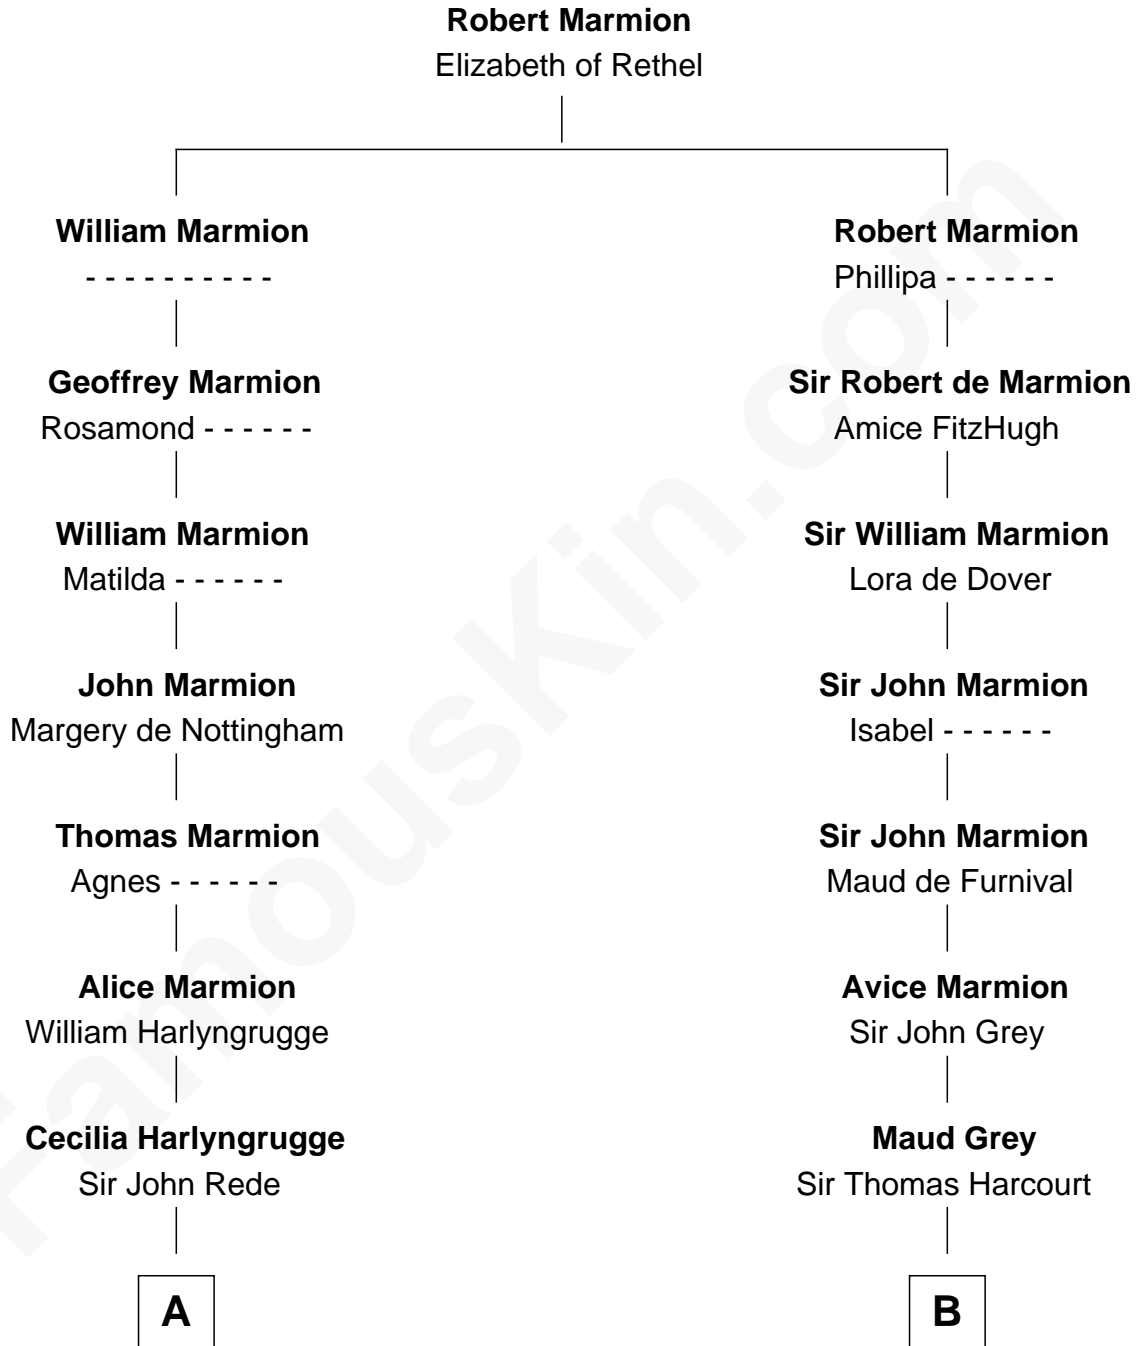 Robert Marmion
Elizabeth of Rethel
William Marmion
- - - - - - - - - -
Robert Marmion
Phillipa - - - - - -
Geoffrey Marmion
Rosamond - - - - - -
Sir Robert de Marmion
Amice FitzHugh
William Marmion
Matilda - - - - - -
Sir William Marmion
Lora de Dover
John Marmion
Margery de Nottingham
Sir John Marmion
Isabel - - - - - -
Thomas Marmion
Agnes - - - - - -
Sir John Marmion
Maud de Furnival
Alice Marmion
William Harlyngrugge
Avice Marmion
Sir John Grey
Cecilia Harlyngrugge
Sir John Rede
Maud Grey
Sir Thomas Harcourt
A
B
FamousKin.com